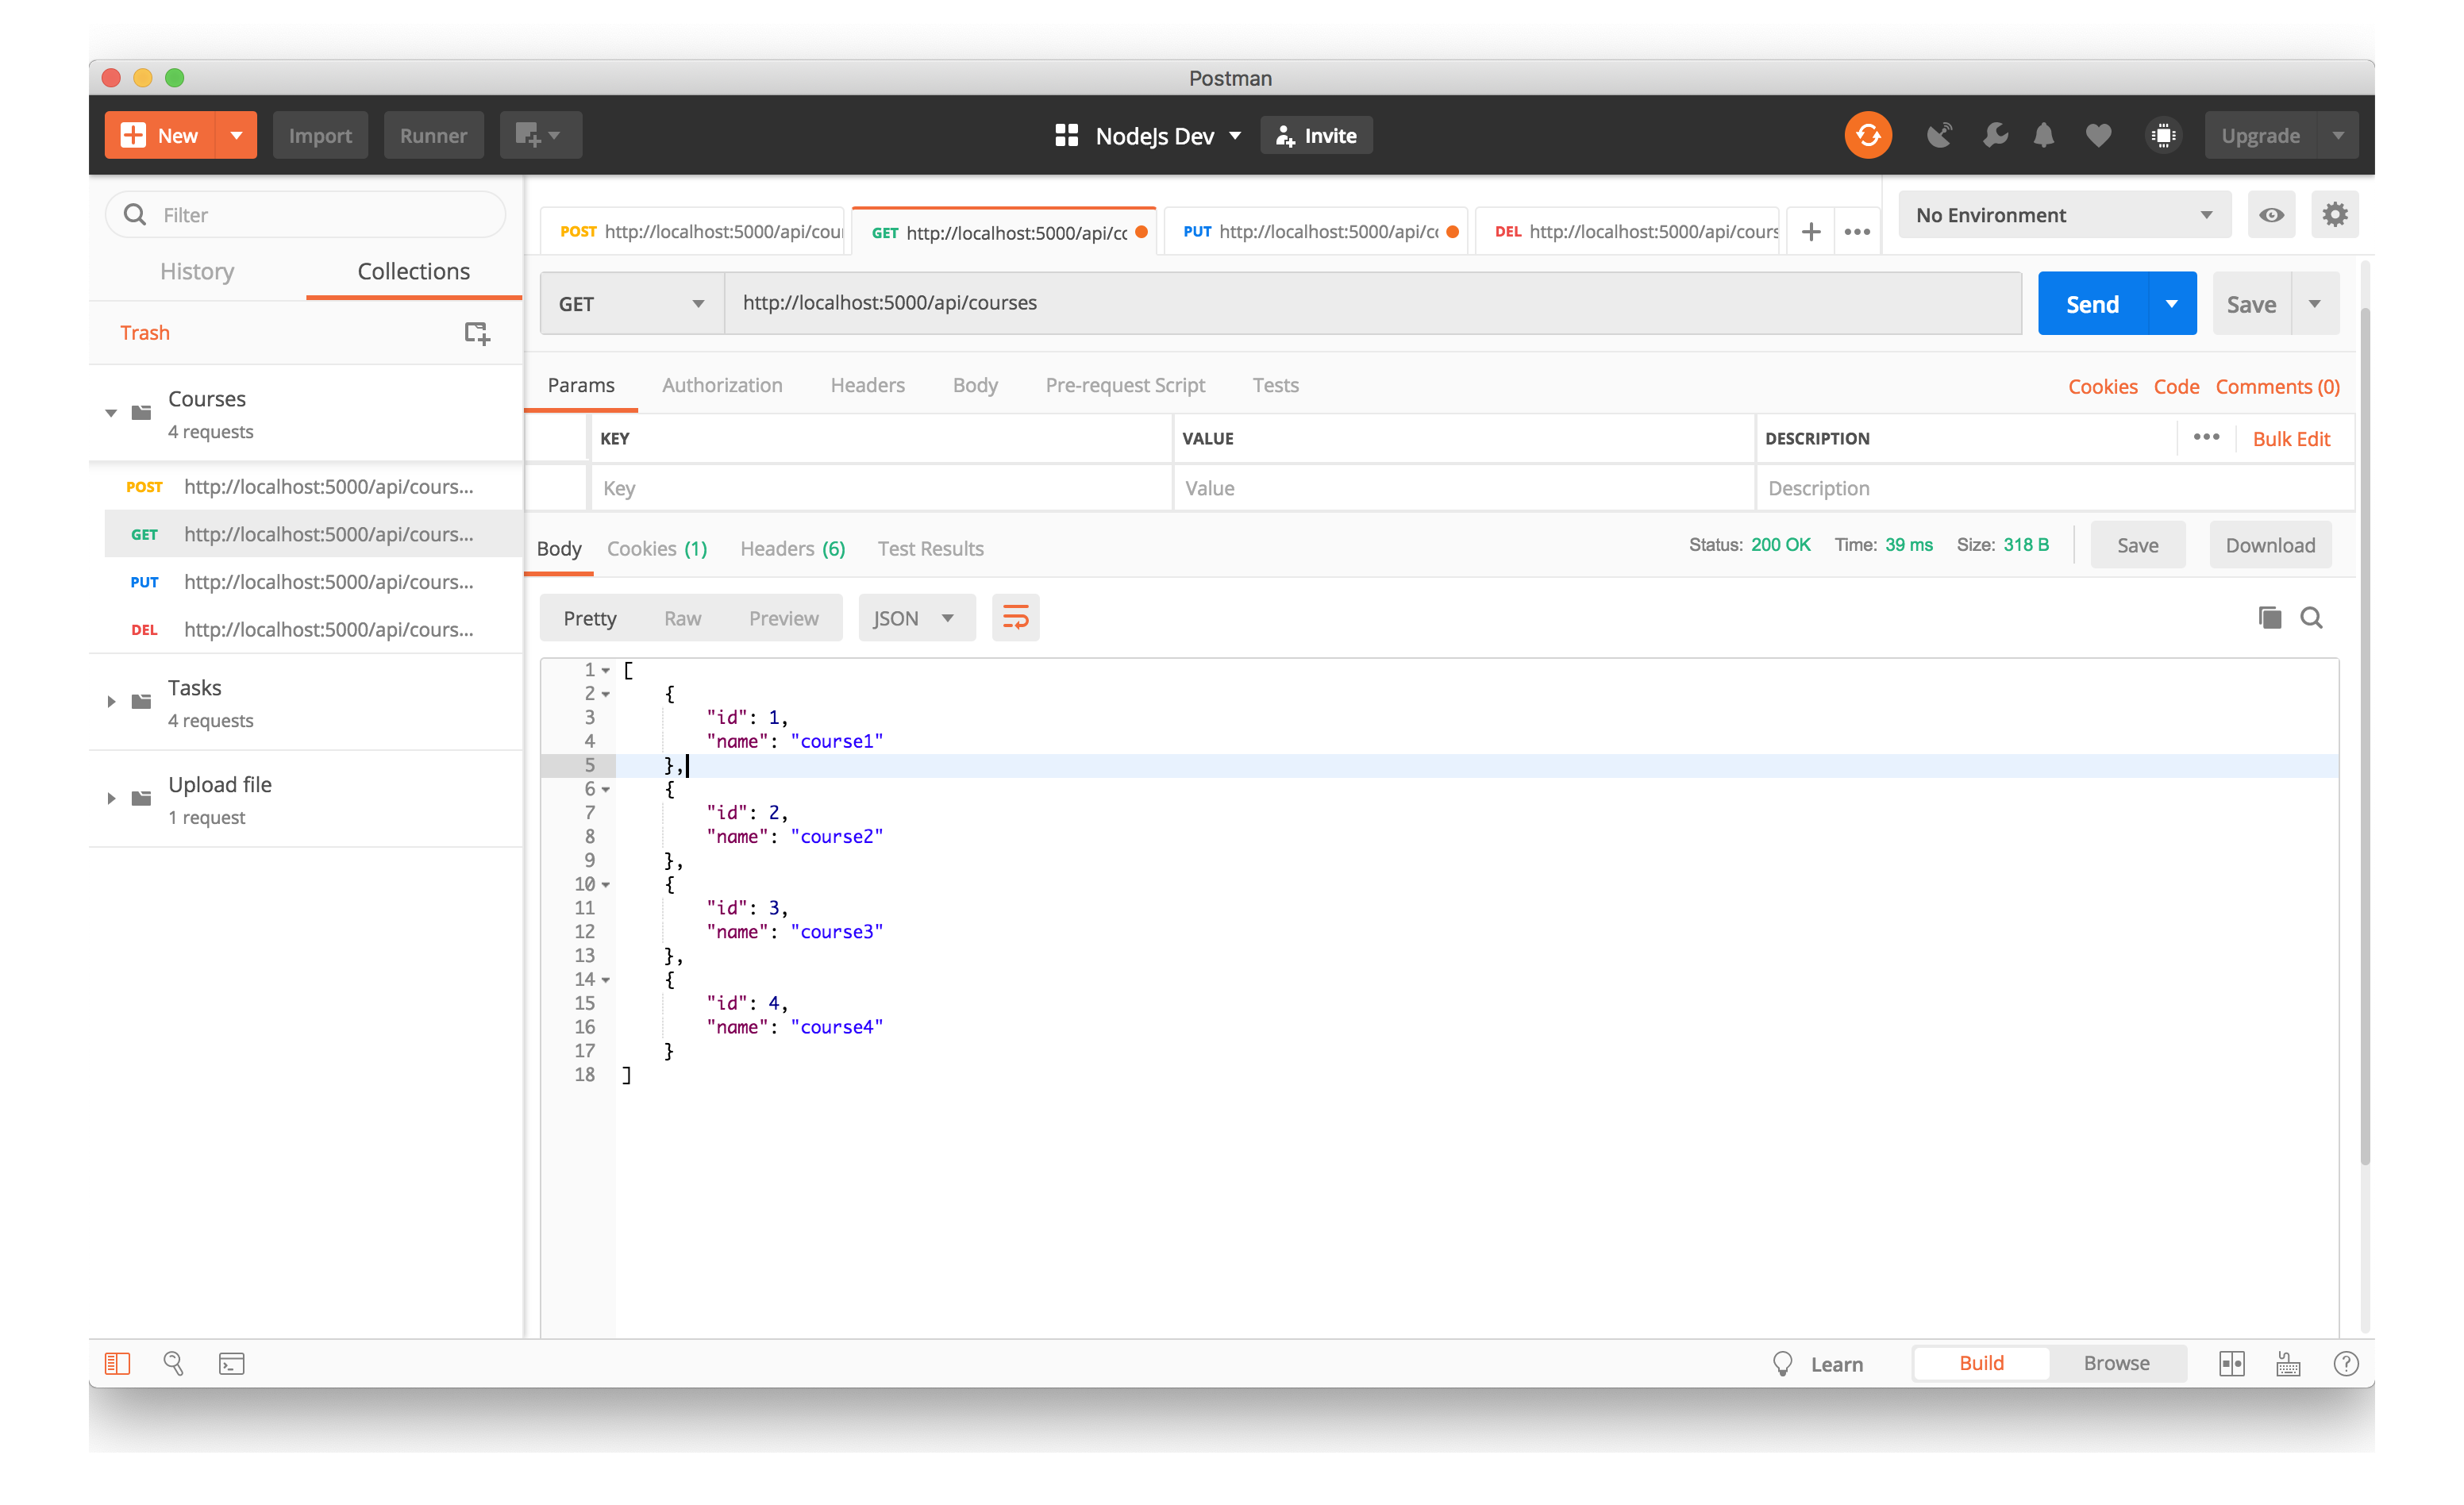 Postman
New Import Runner NodeJs Dev Invite Upgrade
Filter
History Collections
Trash
Courses
4 requests
POST http://localhost:5000/api/cours...
GET http://localhost:5000/api/cours...
PUT http://localhost:5000/api/cours...
DEL http://localhost:5000/api/cours...
Tasks
4 requests
Upload file
1 request
POST http://localhost:5000/api/cour GET http://localhost:5000/api/cc PUT http://localhost:5000/api/c DEL http://localhost:5000/api/cours + •••
No Environment
GET http://localhost:5000/api/courses Send Save
Params Authorization Headers Body Pre-request Script Tests Cookies Code Comments (0)
KEY VALUE DESCRIPTION ••• Bulk Edit
Key Value Description
Body Cookies (1) Headers (6) Test Results Status: 200 OK Time: 39 ms Size: 318 B Save Download
Pretty Raw Preview JSON
1 [
2 {
3 "id": 1,
4 "name": "course1"
5 },
6 {
7 "id": 2,
8 "name": "course2"
9 },
10 {
11 "id": 3,
12 "name": "course3"
13 },
14 {
15 "id": 4,
16 "name": "course4"
17 }
18 ]
Learn Build Browse ?